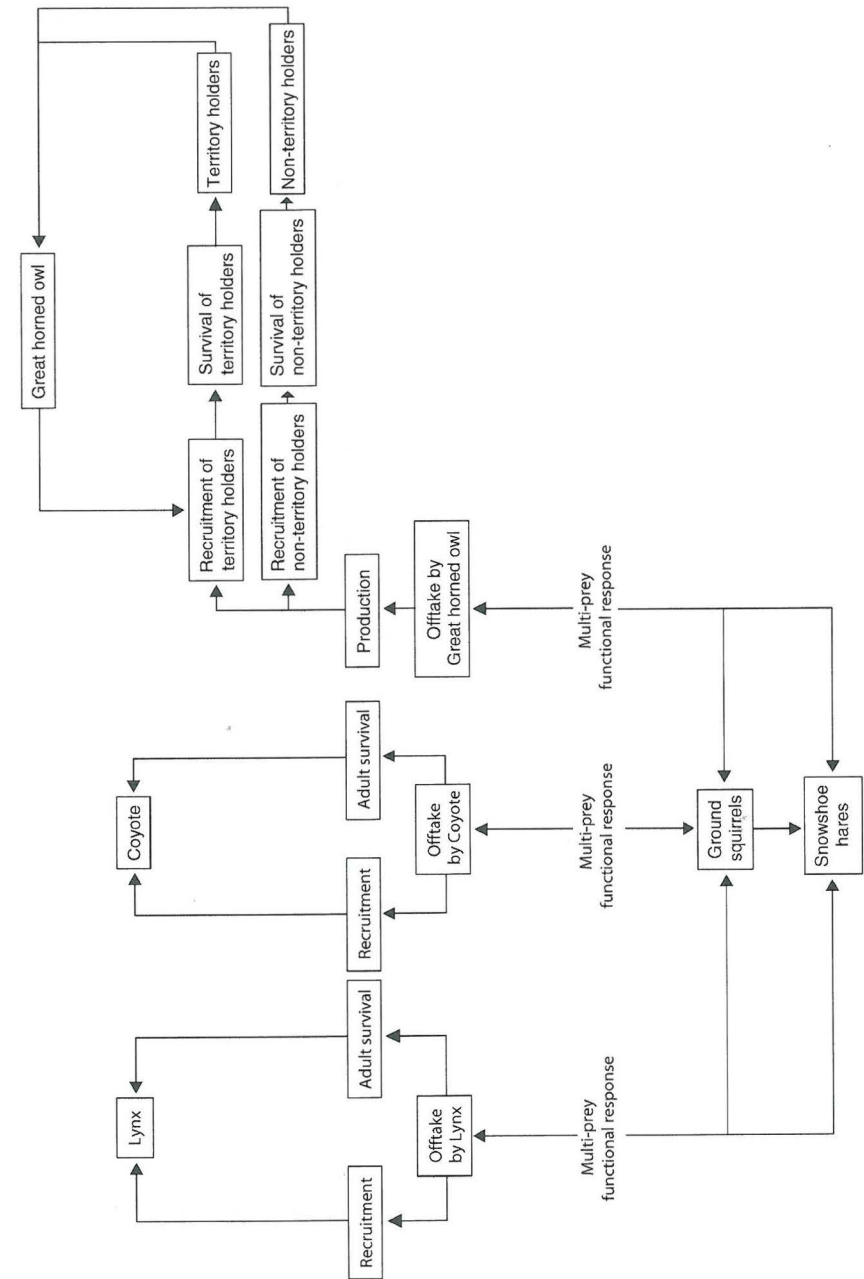 Great horned owl
Lynx
Coyote
Recruitment of
territory holders
Survival of
territory holders
Territory holders
Recruitment of
non-territory holders
Survival of
non-territory holders
Non-territory holders
Recruitment
Adult survival
Recruitment
Adult survival
Production
Offtake
by Lynx
Offtake
by Coyote
Offtake by
Great horned owl
Multi-prey
functional response
Multi-prey
functional response
Multi-prey
functional response
Ground
squirrels
Snowshoe
hares